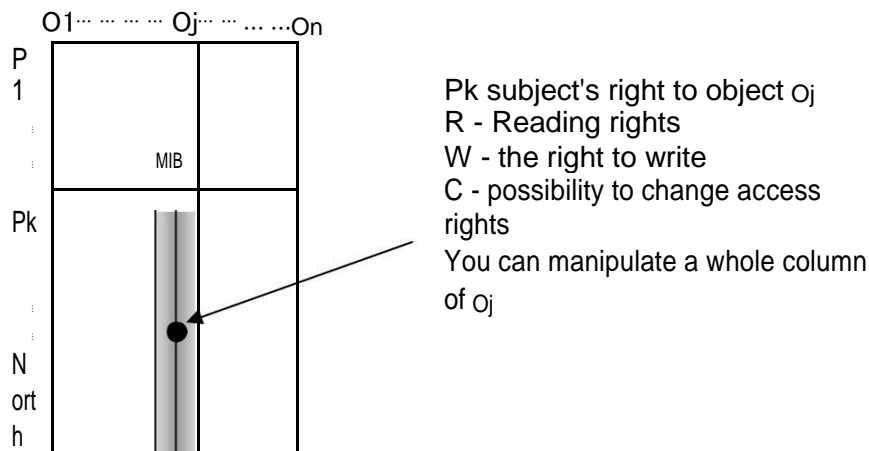 O1··· ··· ··· ··· Oj··· ··· ··· ... ...On
P
1
⋮
⋮
MIB
Pk
⋮
⋮
N
ort
h
Pk subject's right to object Oj
R - Reading rights
W - the right to write
C - possibility to change access
rights
You can manipulate a whole column
of Oj